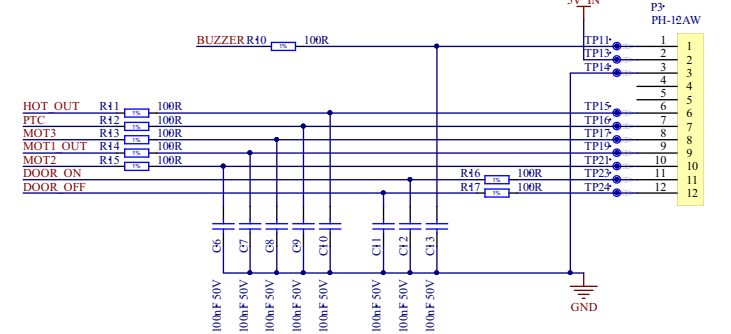 5V_IN
P3
PH-12AW
BUZZER R10 1% 100R TP11 1 1
TP13 2 2
TP14 3 3
4 4
5 5
HOT_OUT R11 1% 100R TP15 6 6
PTC R12 1% 100R TP16 7 7
MOT3 R13 1% 100R TP17 8 8
MOT1_OUT R14 1% 100R TP19 9 9
MOT2 R15 1% 100R TP21 10 10
DOOR_ON R16 1% 100R TP23 11 11
DOOR_OFF R17 1% 100R TP24 12 12
C6 C7 C8 C9 C10 C11 C12 C13
100nF 50V 100nF 50V 100nF 50V 100nF 50V 100nF 50V 100nF 50V 100nF 50V 100nF 50V
GND